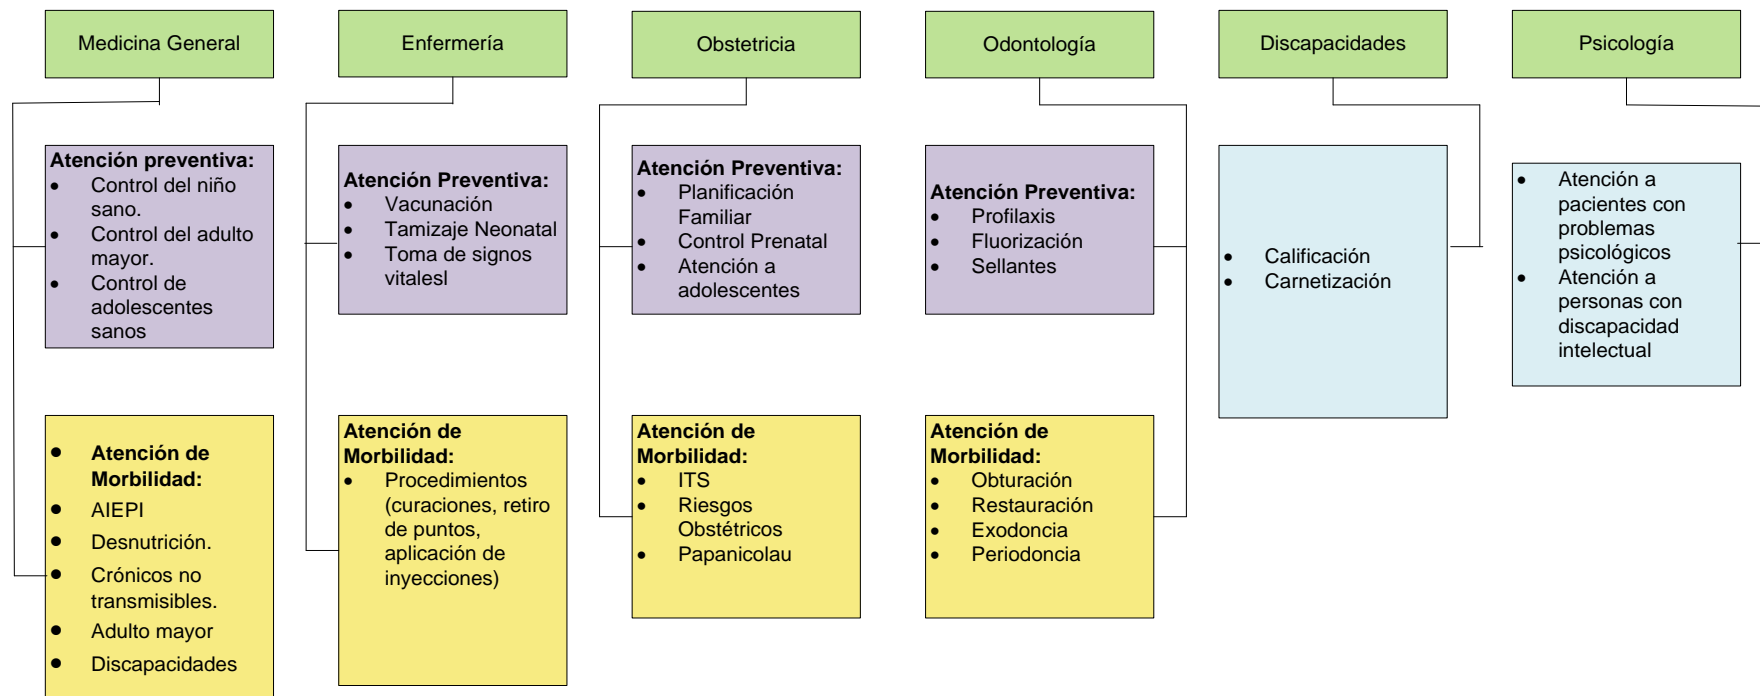 Medicina General
Enfermería
Obstetricia
Odontología
Discapacidades
Psicología
Atención preventiva:
• Control del niño
sano.
• Control del adulto
mayor.
• Control de
adolescentes
sanos
Atención Preventiva:
• Vacunación
• Tamizaje Neonatal
• Toma de signos
vitalesl
Atención Preventiva:
• Planificación
Familiar
• Control Prenatal
• Atención a
adolescentes
Atención Preventiva:
• Profilaxis
• Fluorización
• Sellantes
• Calificación
• Carnetización
• Atención a
pacientes con
problemas
psicológicos
• Atención a
personas con
discapacidad
intelectual
• Atención de
Morbilidad:
• AIEPI
• Desnutrición.
• Crónicos no
transmisibles.
• Adulto mayor
• Discapacidades
Atención de
Morbilidad:
• Procedimientos
(curaciones, retiro
de puntos,
aplicación de
inyecciones)
Atención de
Morbilidad:
• ITS
• Riesgos
Obstétricos
• Papanicolau
Atención de
Morbilidad:
• Obturación
• Restauración
• Exodoncia
• Periodoncia